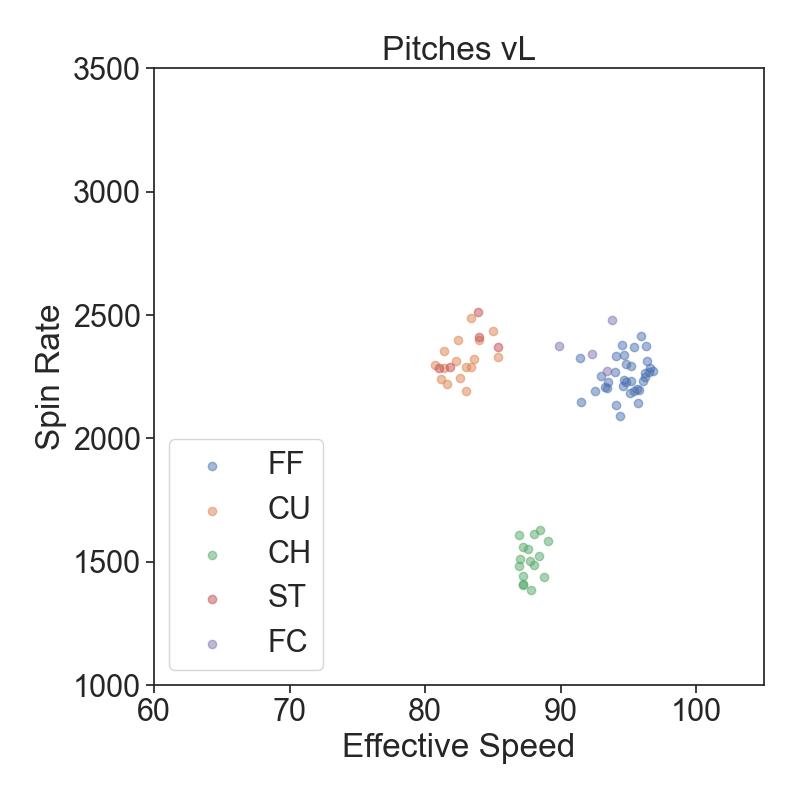 Pitches vL
3500
3000
2500
2000
1500
1000
Spin Rate
FF
CU
CH
ST
FC
60 70 80 90 100
Effective Speed